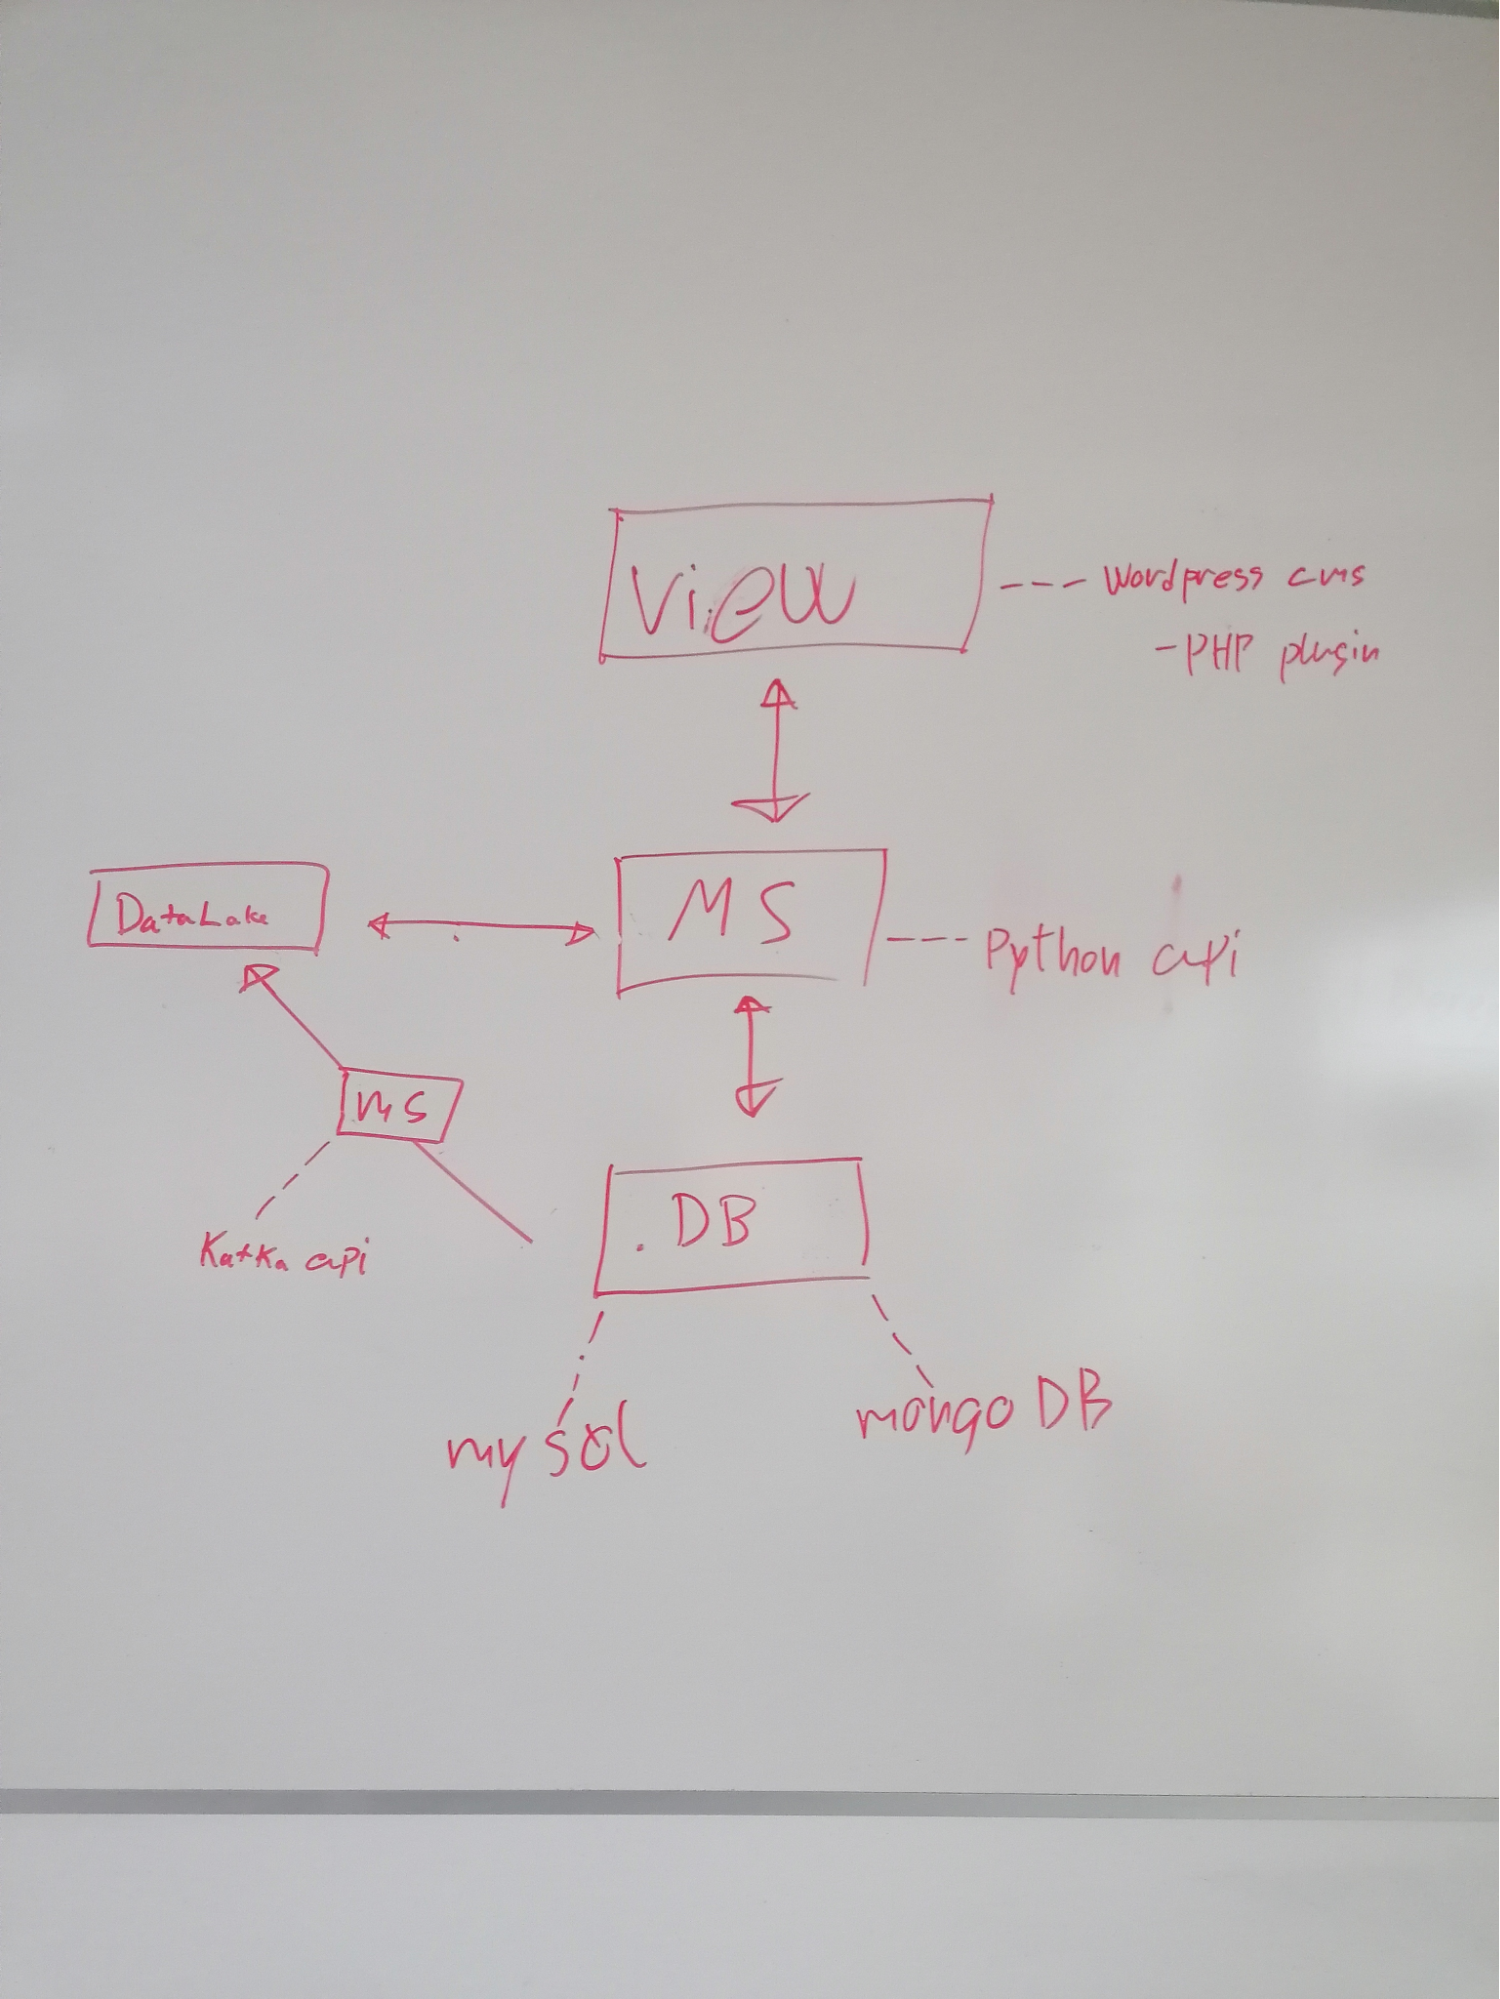 View
--- Wordpress cms
- PHP plugin
DataLake
MS
--- Python api
ms
Kafka api
.DB
mysql
mongo DB